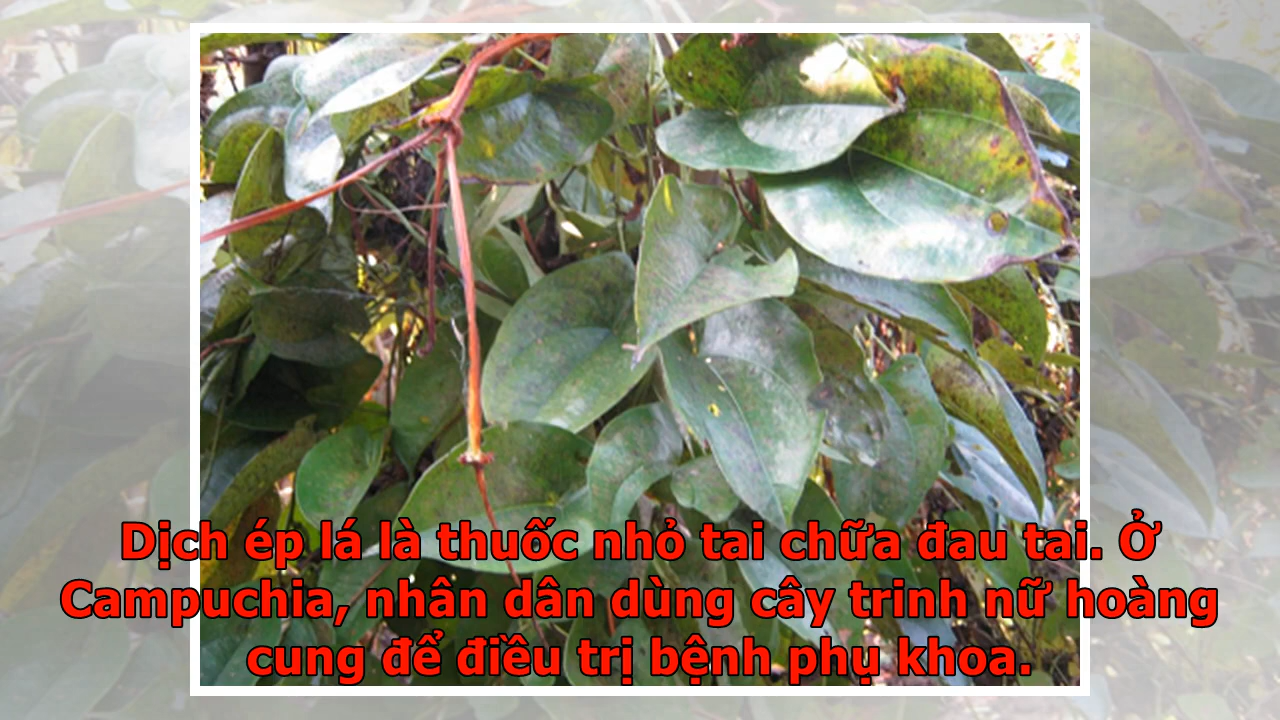 Dịch ép lá là thuốc nhỏ tai chữa đau tai. Ở
Campuchia, nhân dân dùng cây trinh nữ hoàng
cung để điều trị bệnh phụ khoa.